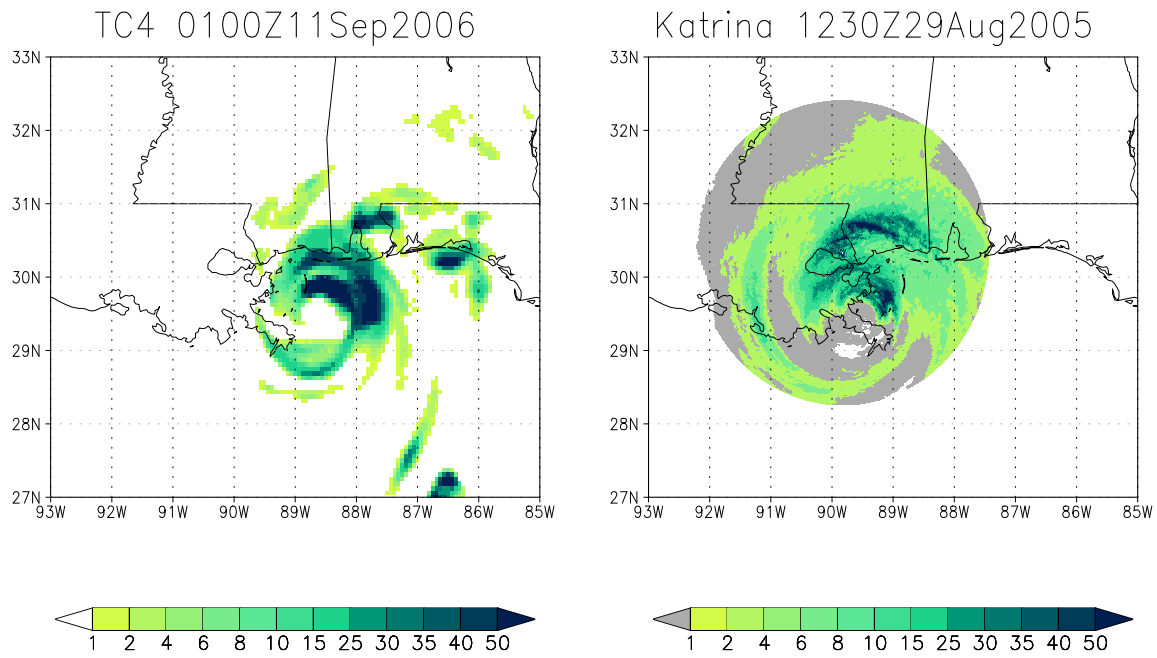 TC4 0100Z11Sep2006
Katrina 1230Z29Aug2005
33N
32N
31N
30N
29N
28N
27N
93W 92W 91W 90W 89W 88W 87W 86W 85W
33N
32N
31N
30N
29N
28N
27N
93W 92W 91W 90W 89W 88W 87W 86W 85W
1 2 4 6 8 10 15 25 30 35 40 50
1 2 4 6 8 10 15 25 30 35 40 50